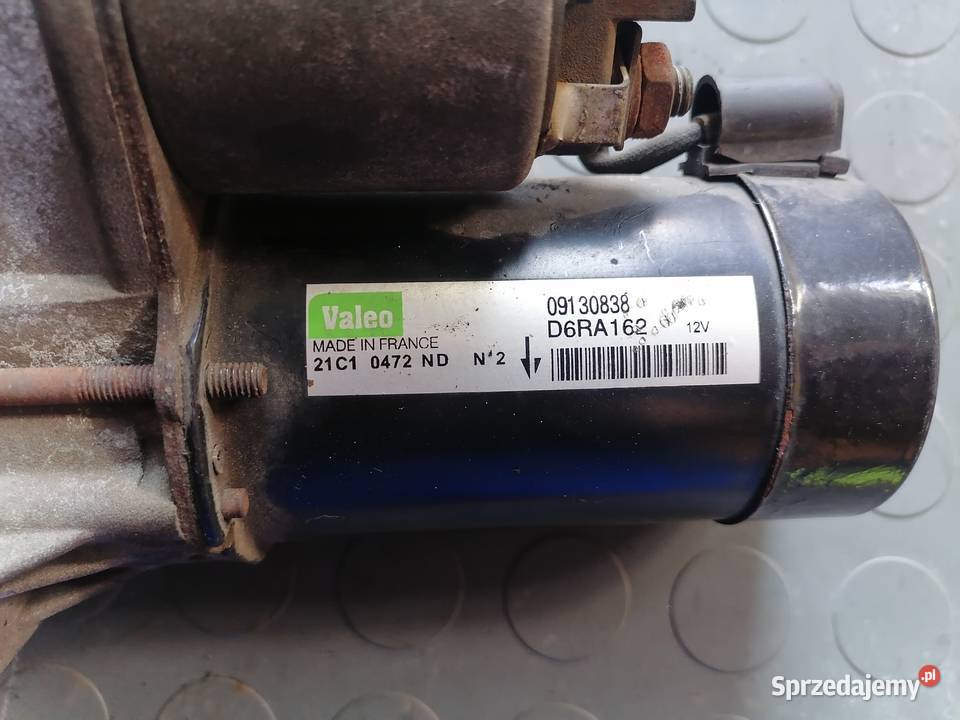 Valeo
MADE IN FRANCE
21C1 0472 ND N°2
09130838
D6RA162 12V
Sprzedajemy.pl